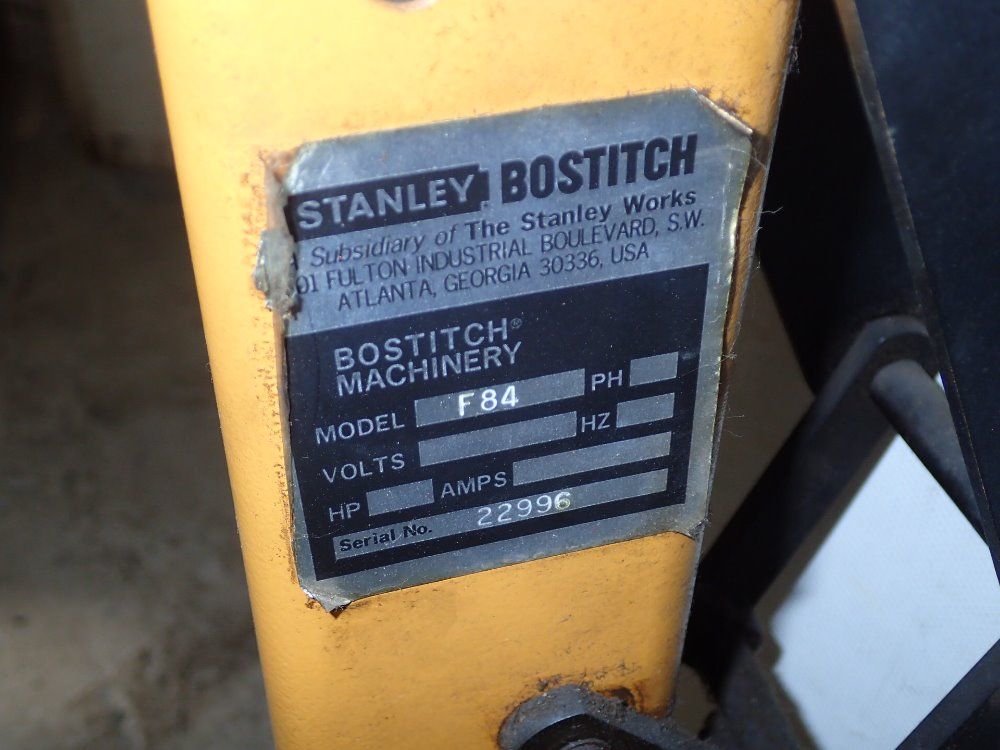 STANLEY BOSTITCH
A Subsidiary of The Stanley Works
01 FULTON INDUSTRIAL BOULEVARD, S.W.
ATLANTA, GEORGIA 30336, USA
BOSTITCH®
MACHINERY
MODEL F84 PH
VOLTS HZ
HP AMPS
Serial No. 22996